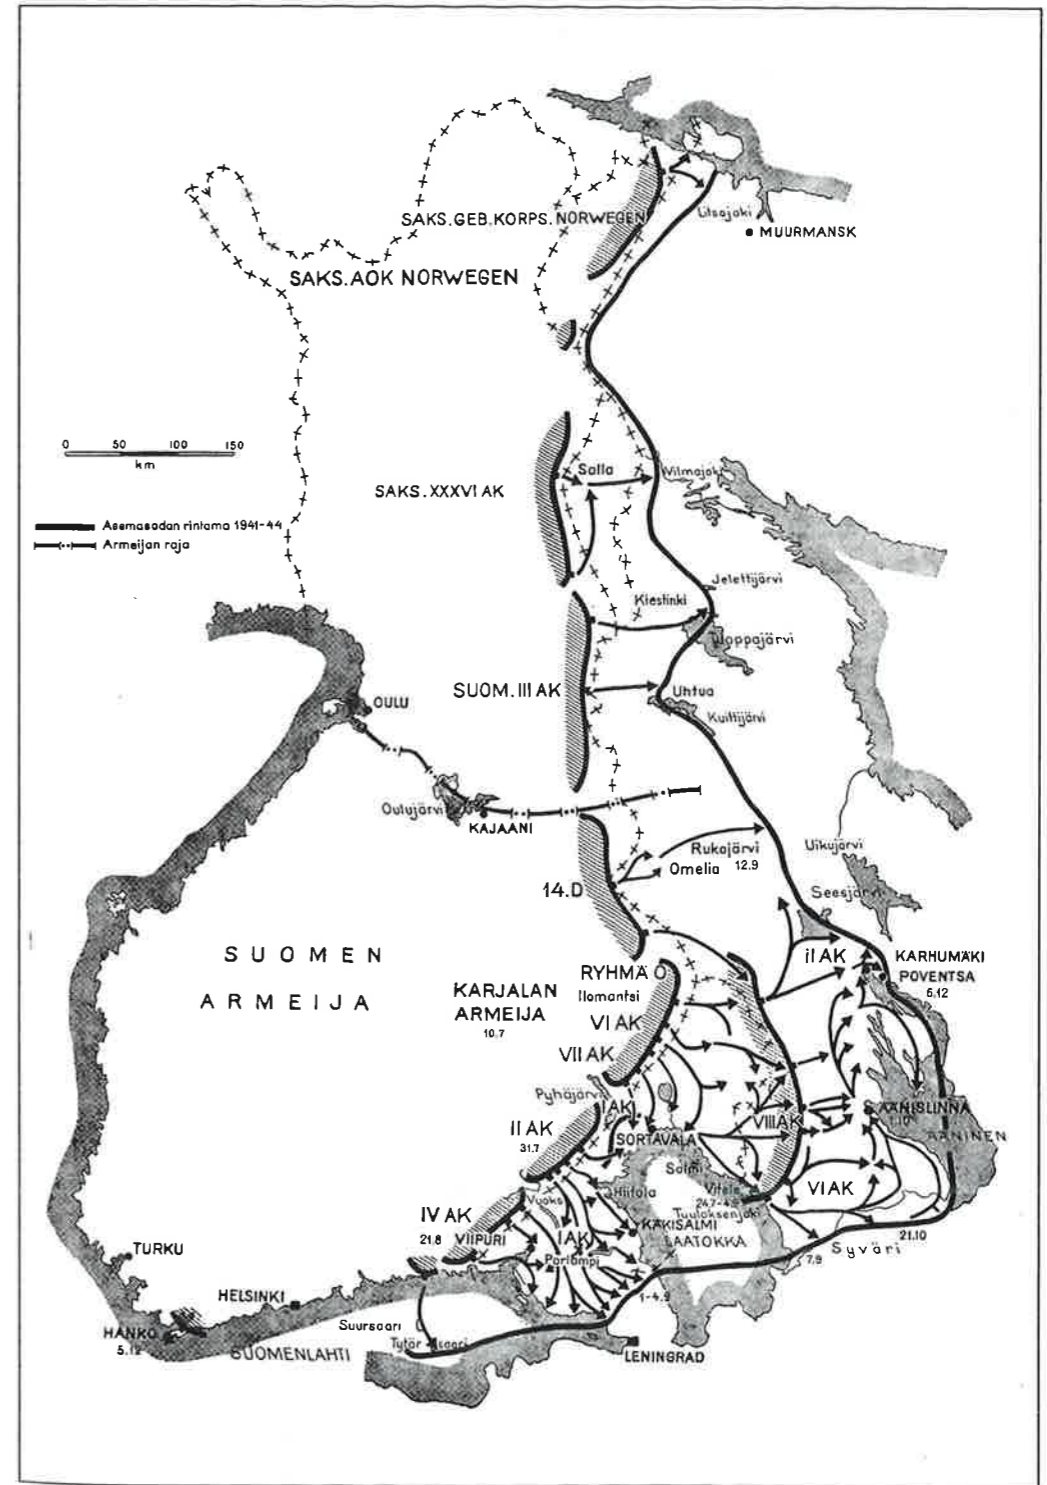 Litsajoki
MUURMANSK
SAKS.GEB.KORPS.NORWEGEN
SAKS.AOK NORWEGEN
0 50 100 150
km
Salla
Vilmajoki
SAKS.XXXVI AK
Asemasodan rintama 1941-44
Armeijan raja
Jelettijärvi
Kiestinki
SUOM.III AK
Uhtua
Kuittijärvi
OULU
Oulujärvi
KAJAANI
Rukajärvi
12.9
Omelia
Uikujärvi
14.D
Seesjärvi
SUOMEN
ARMEIJA
II AK
KARHUMÄKI
POVENTSA
5.12
RYHMÄ O
KARJALAN
ARMEIJA
10.7
Ilomantsi
VI AK
VII AK
Pyhäjärvi
I AK
VIII AK
ÄÄNISLINNA
1.10
ÄÄNINEN
II AK
31.7
SORTAVALA
Salmi
Vitele
Tuuloksenjoki
VI AK
Hiitola
Vuoksi
IV AK
21.8
VIIPURI
I AK
KÄKISALMI
LAATOKKA
Porlampi
Syväri
21.10
7.9
1-4.9
TURKU
HELSINKI
HANKO
5.12
SUOMENLAHTI
Suursaari
Tytärsaari
LENINGRAD